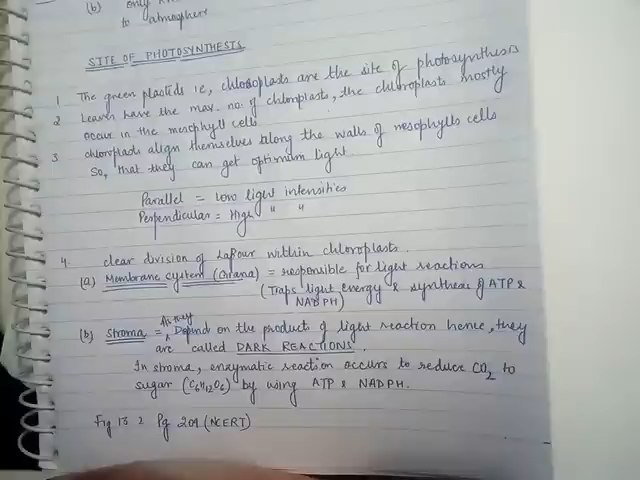 (b) only
to atmosphere
SITE OF PHOTOSYNTHESIS
1 The green plastids i.e, chloroplasts are the site of photosynthesis
2 Leaves have the max. no. of chloroplasts, the chloroplasts mostly
occur in the mesophyll cells
3 chloroplasts align themselves along the walls of mesophylls cells
So, that they can get optimum light
Parallel = Low light intensities
Perpendicular = High " "
4. clear division of labour within chloroplasts.
(a) Membrane system (Grana) = responsible for light reactions
(Traps light energy & synthesis of ATP &
NADPH)
(b) Stroma = As they Depend on the product of light reaction hence, they
are called DARK REACTIONS.
In stroma, enzymatic reaction occurs to reduce CO2 to
sugar (C6H12O6) by using ATP & NADPH.
Fig 13 2 Pg 209 (NCERT)